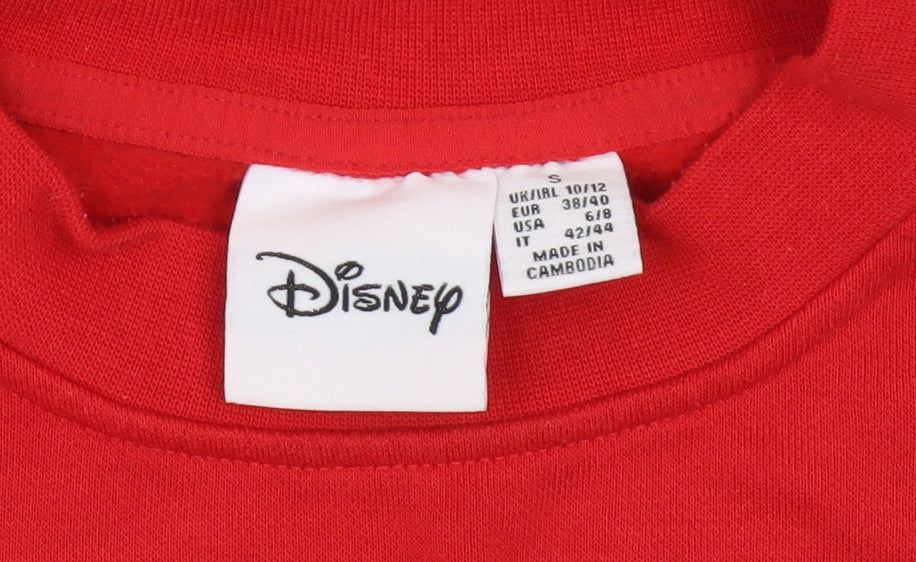 Disney
S
UK/IRL 10/12
EUR 38/40
USA 6/8
IT 42/44
MADE IN
CAMBODIA